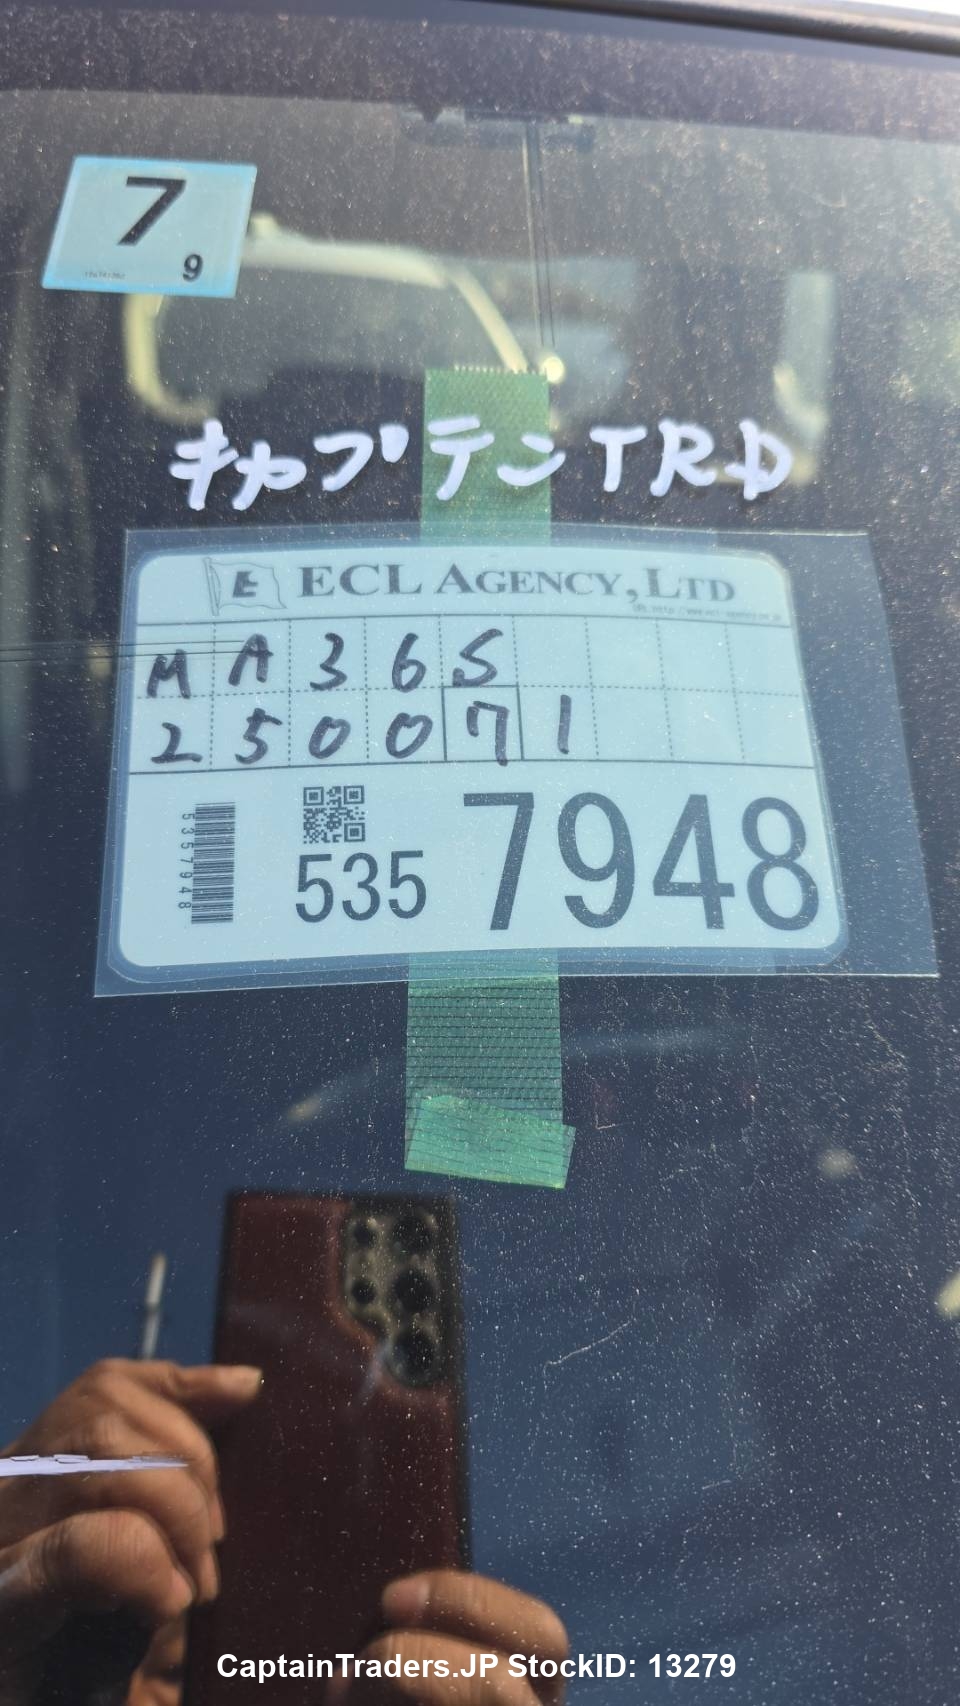 7
9
キャプテンTRD
E ECL AGENCY, LTD
MA36S
250071
5357948
535 7948
CaptainTraders.JP StockID: 13279